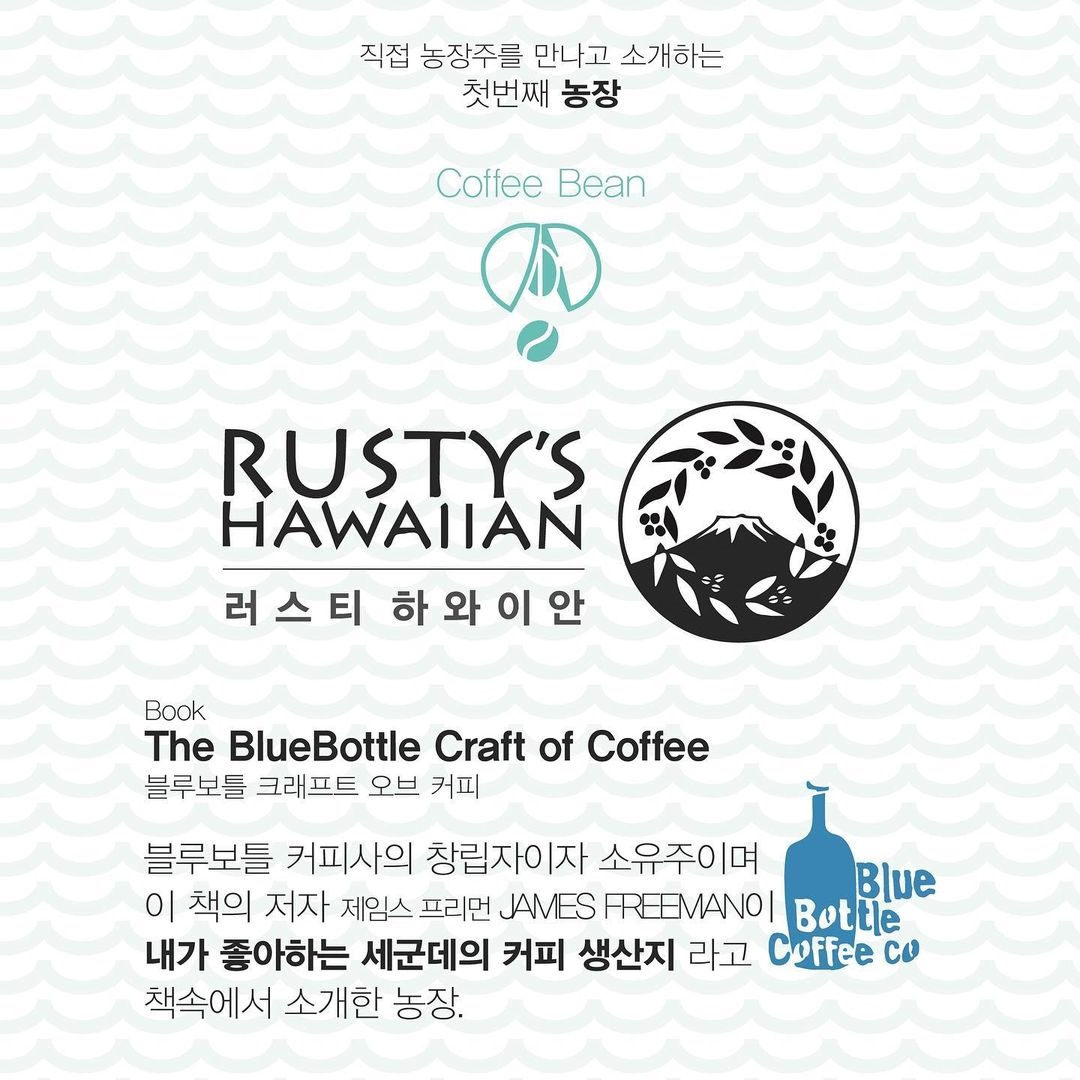 직접 농장주를 만나고 소개하는
첫번째 농장
Coffee Bean
RUSTY'S
HAWAIIAN
러스티 하와이안
Book
The BlueBottle Craft of Coffee
블루보틀 크래프트 오브 커피
블루보틀 커피사의 창립자이자 소유주이며
이 책의 저자 제임스 프리먼 JAMES FREEMAN이
내가 좋아하는 세군데의 커피 생산지 라고
책속에서 소개한 농장.
Blue
Bottle
Coffee co